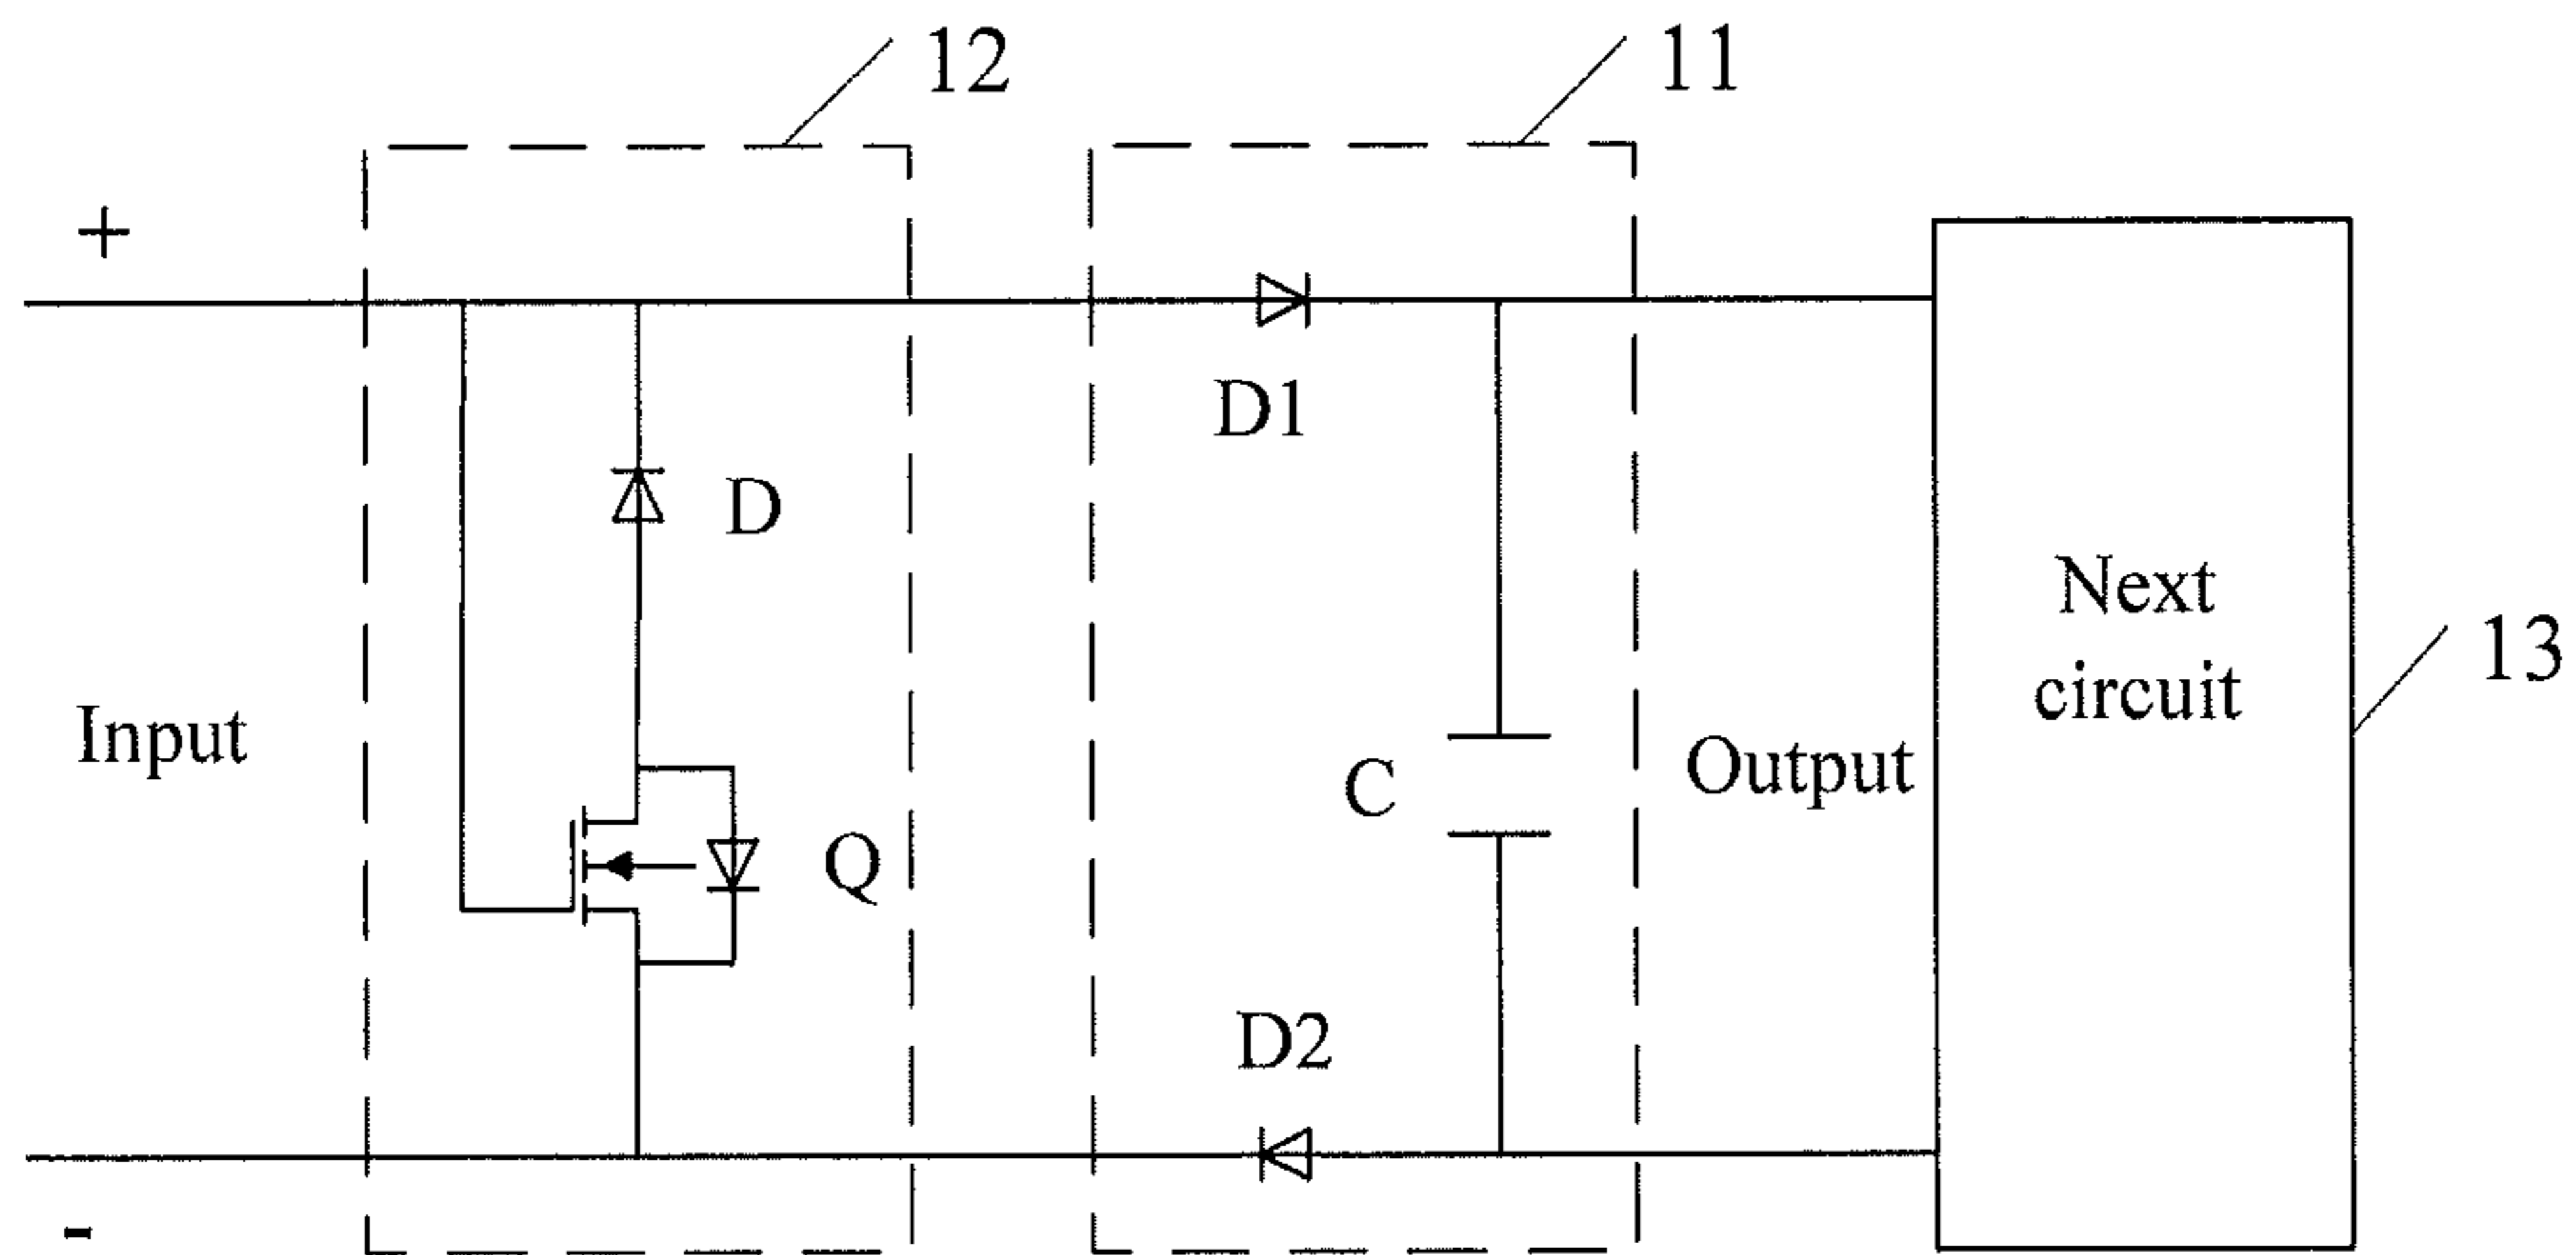 12
11
+
D1
D
Next
circuit
13
Input
Output
C
Q
D2
-